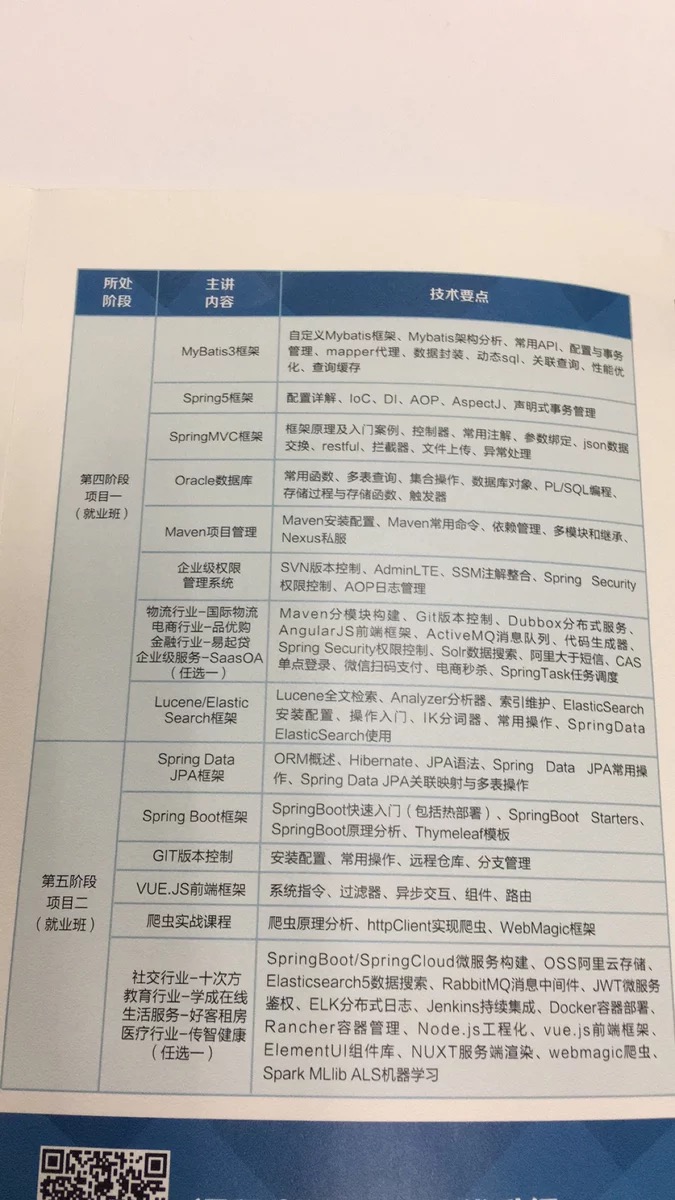 所处
阶段
主讲
内容
技术要点
第四阶段
项目一
（就业班）
MyBatis3框架
自定义Mybatis框架、Mybatis架构分析、常用API、配置与事务
管理、mapper代理、数据封装、动态sql、关联查询、性能优
化、查询缓存
Spring5框架
配置详解、IoC、DI、AOP、AspectJ、声明式事务管理
SpringMVC框架
框架原理及入门案例、控制器、常用注解、参数绑定、json数据
交换、restful、拦截器、文件上传、异常处理
Oracle数据库
常用函数、多表查询、集合操作、数据库对象、PL/SQL编程、
存储过程与存储函数、触发器
Maven项目管理
Maven安装配置、Maven常用命令、依赖管理、多模块和继承、
Nexus私服
企业级权限
管理系统
SVN版本控制、AdminLTE、SSM注解整合、Spring Security
权限控制、AOP日志管理
物流行业-国际物流
电商行业-品优购
金融行业-易起贷
企业级服务-SaasOA
（任选一）
Maven分模块构建、Git版本控制、Dubbox分布式服务、
AngularJS前端框架、ActiveMQ消息队列、代码生成器、
Spring Security权限控制、Solr数据搜索、阿里大于短信、CAS
单点登录、微信扫码支付、电商秒杀、SpringTask任务调度
Lucene/Elastic
Search框架
Lucene全文检索、Analyzer分析器、索引维护、ElasticSearch
安装配置、操作入门、IK分词器、常用操作、SpringData
ElasticSearch使用
第五阶段
项目二
（就业班）
Spring Data
JPA框架
ORM概述、Hibernate、JPA语法、Spring Data JPA常用操
作、Spring Data JPA关联映射与多表操作
Spring Boot框架
SpringBoot快速入门（包括热部署）、SpringBoot Starters、
SpringBoot原理分析、Thymeleaf模板
GIT版本控制
安装配置、常用操作、远程仓库、分支管理
VUE.JS前端框架
系统指令、过滤器、异步交互、组件、路由
爬虫实战课程
爬虫原理分析、httpClient实现爬虫、WebMagic框架
社交行业-十次方
教育行业-学成在线
生活服务-好客租房
医疗行业-传智健康
（任选一）
SpringBoot/SpringCloud微服务构建、OSS阿里云存储、
Elasticsearch5数据搜索、RabbitMQ消息中间件、JWT微服务
鉴权、ELK分布式日志、Jenkins持续集成、Docker容器部署、
Rancher容器管理、Node.js工程化、vue.js前端框架、
ElementUI组件库、NUXT服务端渲染、webmagic爬虫、
Spark MLlib ALS机器学习